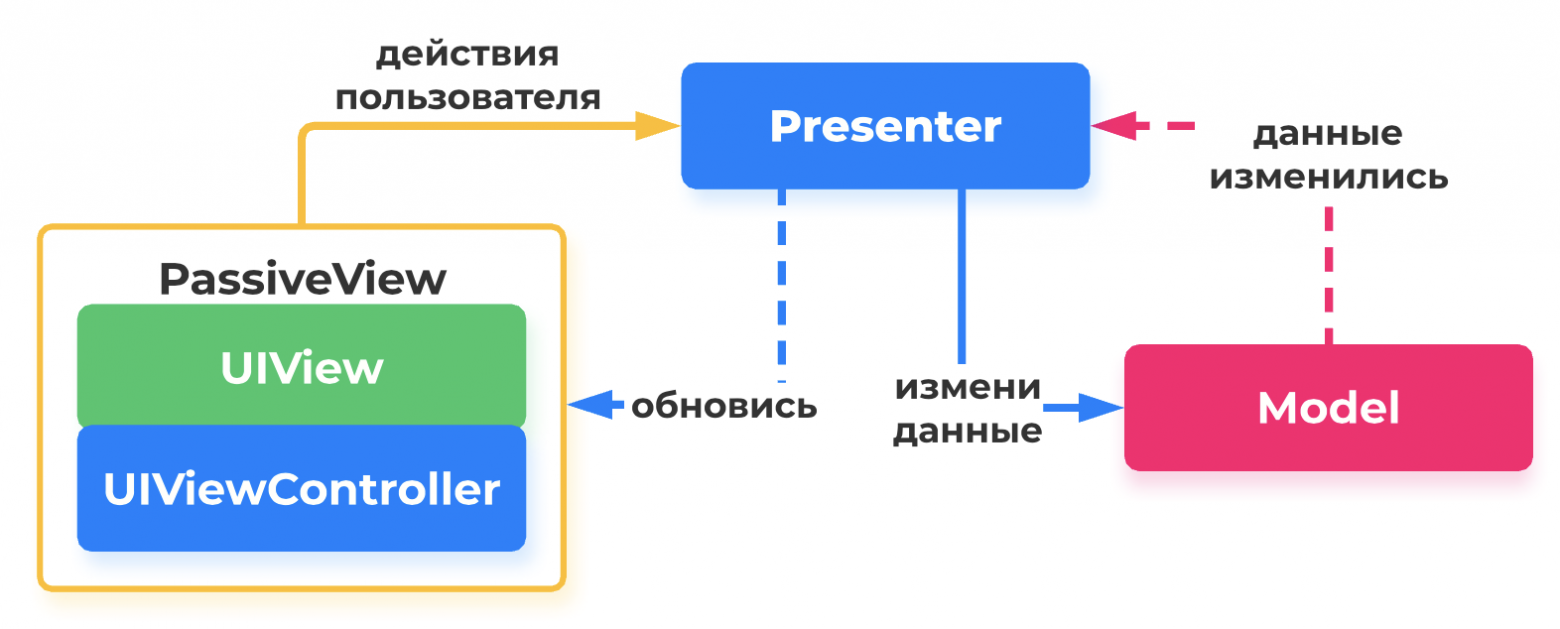 действия
пользователя
Presenter
данные
изменились
PassiveView
UIView
UIViewController
обновись
измени
данные
Model